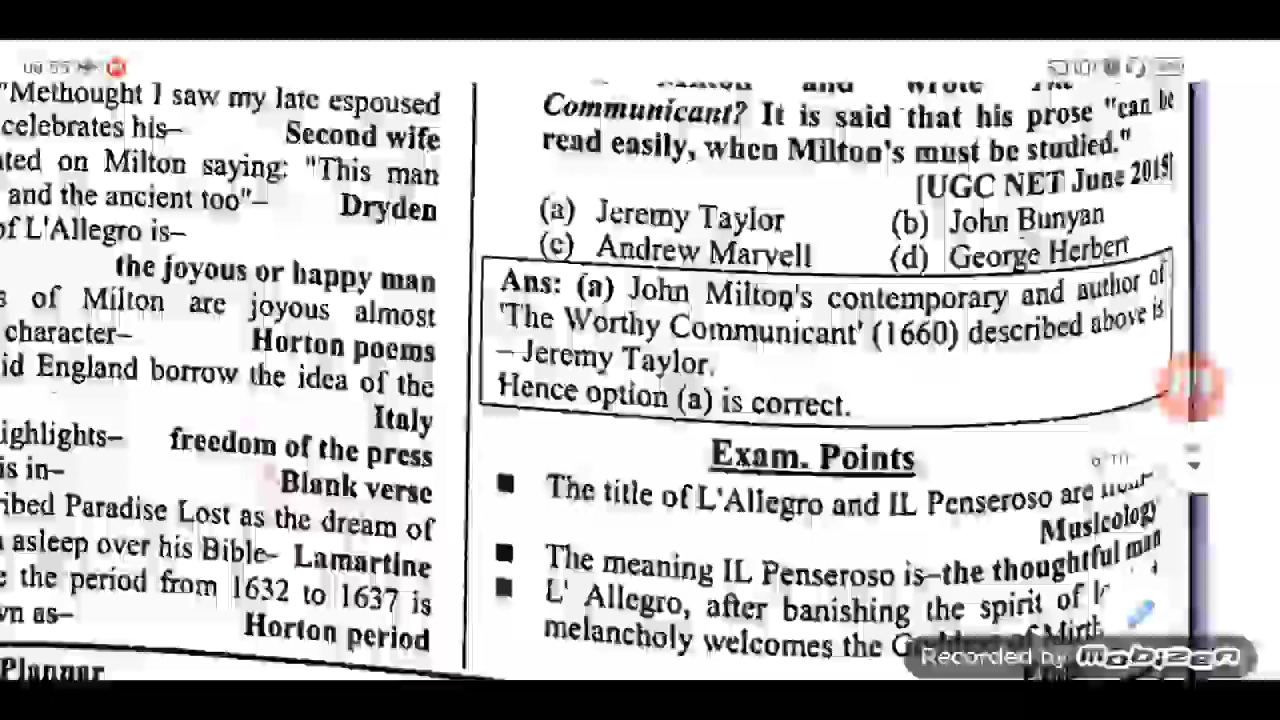 "Methought I saw my late espoused
celebrates his– Second wife
ted on Milton saying: "This man
and the ancient too"– Dryden
of L'Allegro is–
the joyous or happy man
s of Milton are joyous almost
character– Horton poems
id England borrow the idea of the
Italy
ighlights– freedom of the press
is in– Blank verse
ribed Paradise Lost as the dream of
asleep over his Bible– Lamartine
e the period from 1632 to 1637 is
wn as– Horton period
Planner
and wrote
Communicant? It is said that his prose "can be
read easily, when Milton's must be studied."
[UGC NET June 2015]
(a) Jeremy Taylor (b) John Bunyan
(c) Andrew Marvell (d) George Herbert
Ans: (a) John Milton's contemporary and author of
'The Worthy Communicant' (1660) described above is
– Jeremy Taylor.
Hence option (a) is correct.
Exam. Points
■ The title of L'Allegro and IL Penseroso are
Musicology
■ The meaning IL Penseroso is–the thoughtful man
■ L' Allegro, after banishing the spirit of
melancholy welcomes the of Mirth
Recorded by Mobizen